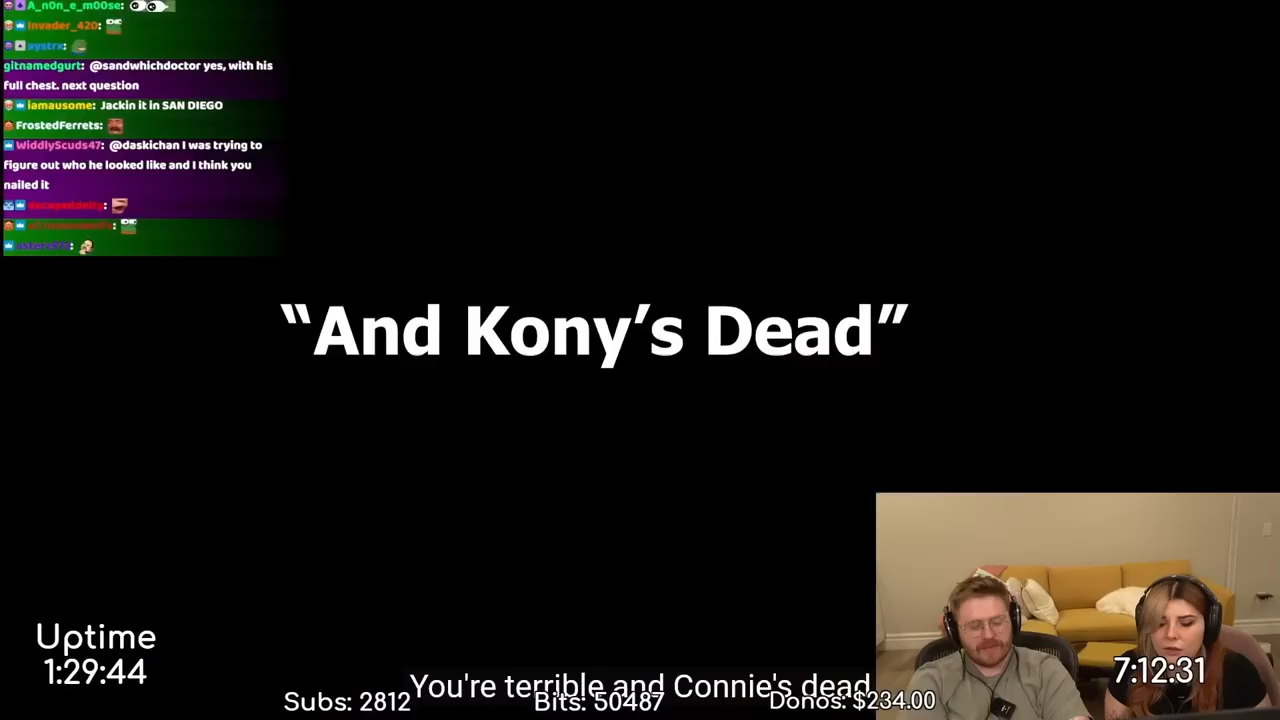 A_n0n_e_m00se:
Invader_420:
aystrx:
gitnamedgurt: @sandwhichdoctor yes, with his
full chest. next question
iamausome: Jackin it in SAN DIEGO
FrostedFerrets:
WiddlyScuds47: @daskichan I was trying to
figure out who he looked like and I think you
nailed it
“And Kony’s Dead”
Uptime
1:29:44
7:12:31
You're terrible and Connie's dead
Subs: 2812
Bits: 50487
Donos: $234.00